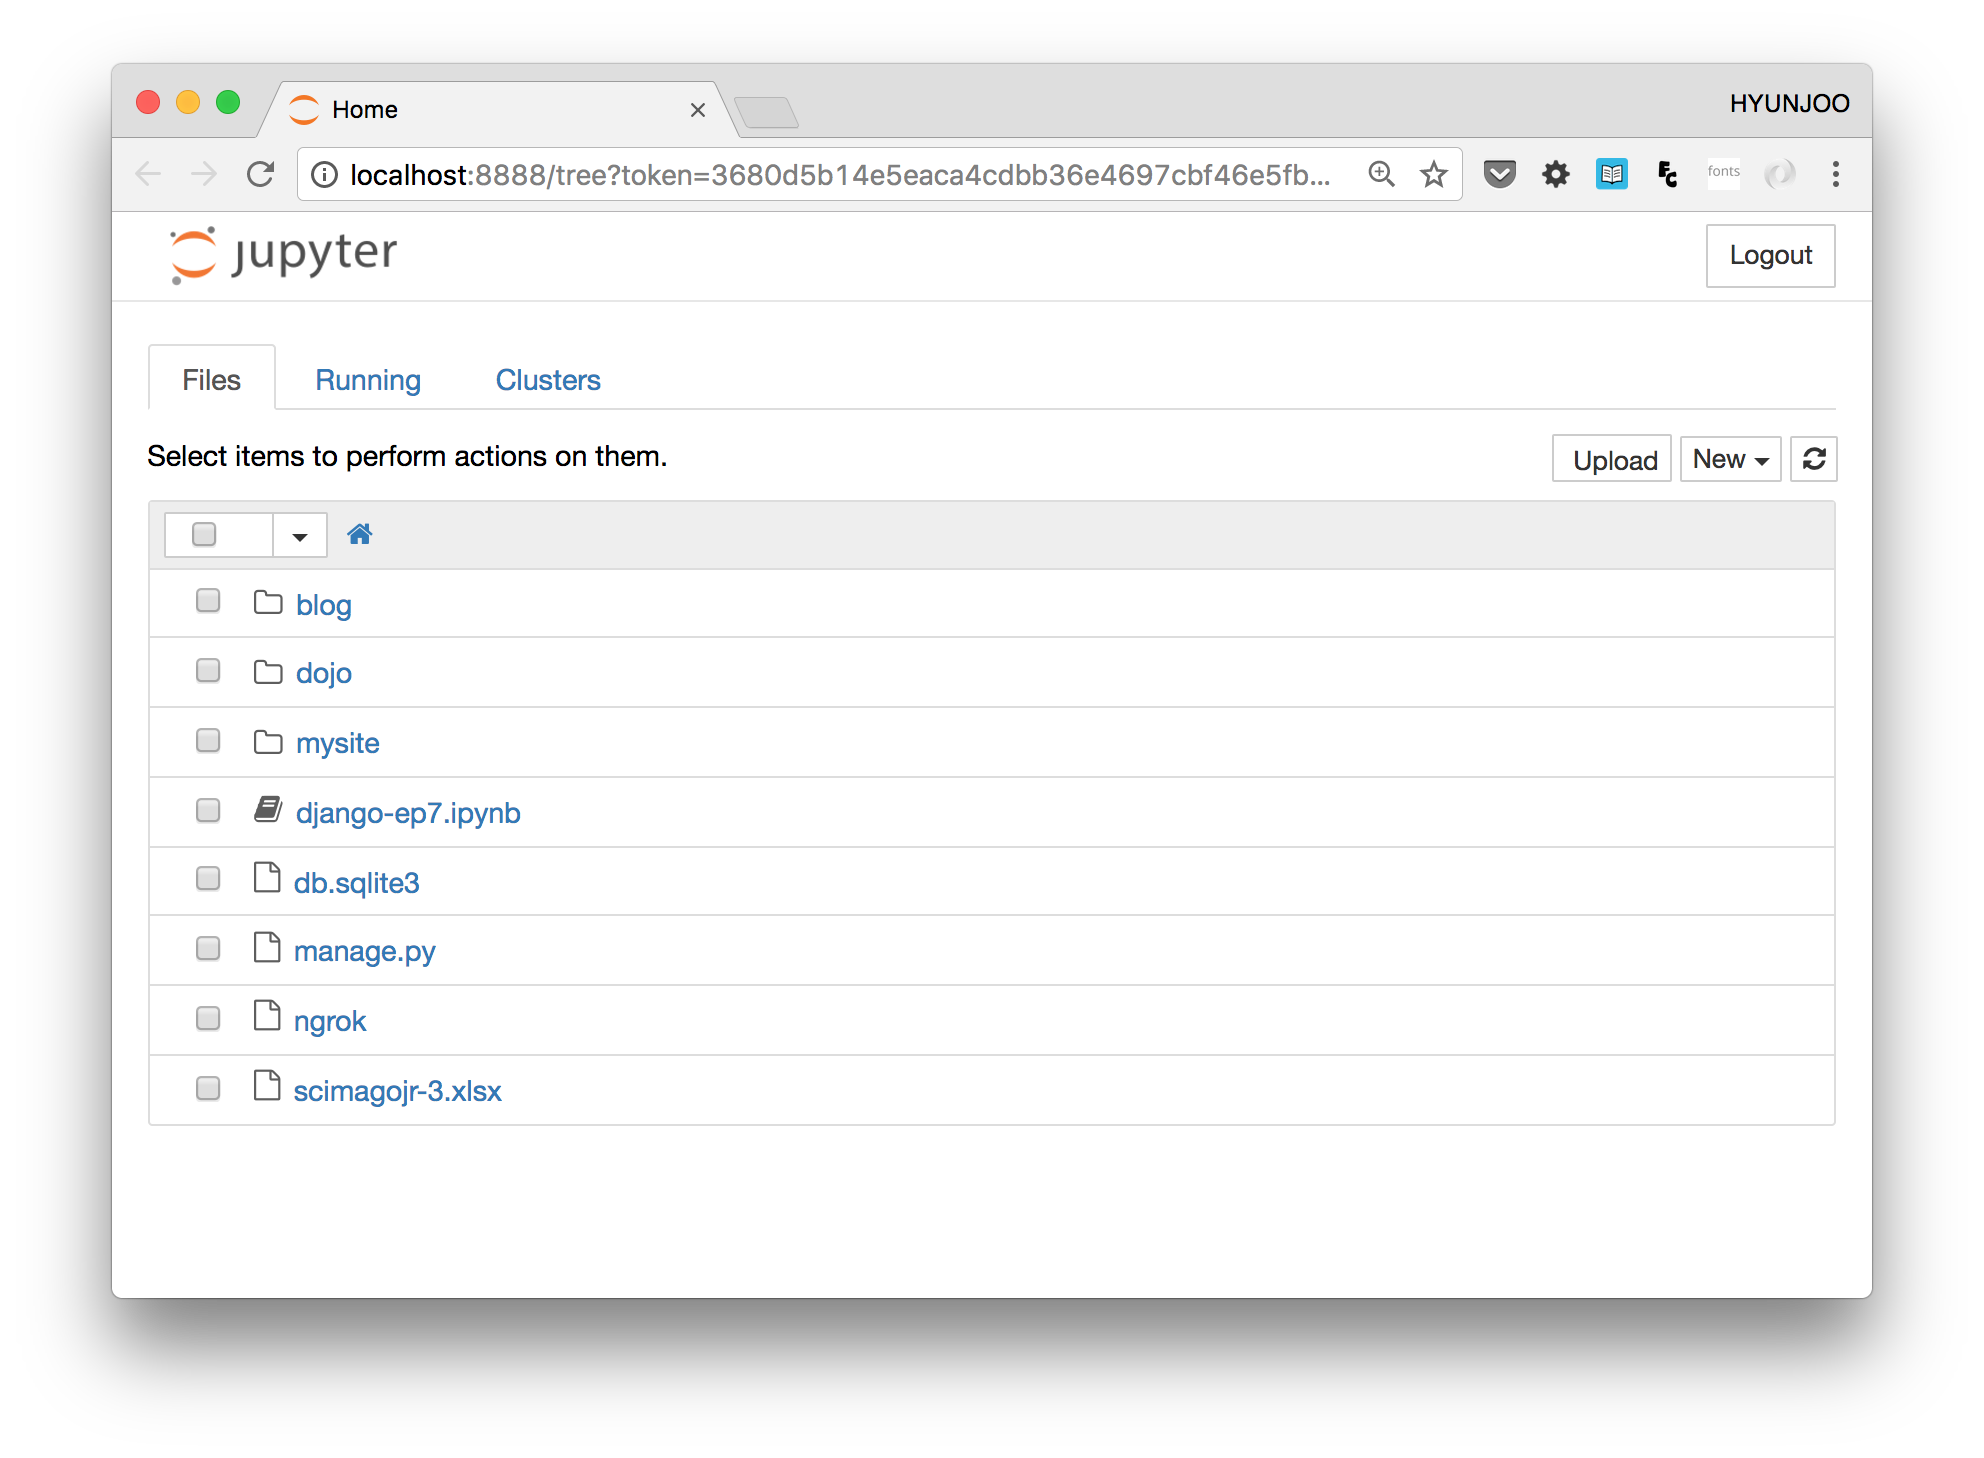 Home
HYUNJOO
localhost:8888/tree?token=3680d5b14e5eaca4cdbb36e4697cbf46e5fb...
fonts
jupyter
Logout
Files Running Clusters
Select items to perform actions on them.
Upload New
blog
dojo
mysite
django-ep7.ipynb
db.sqlite3
manage.py
ngrok
scimagojr-3.xlsx